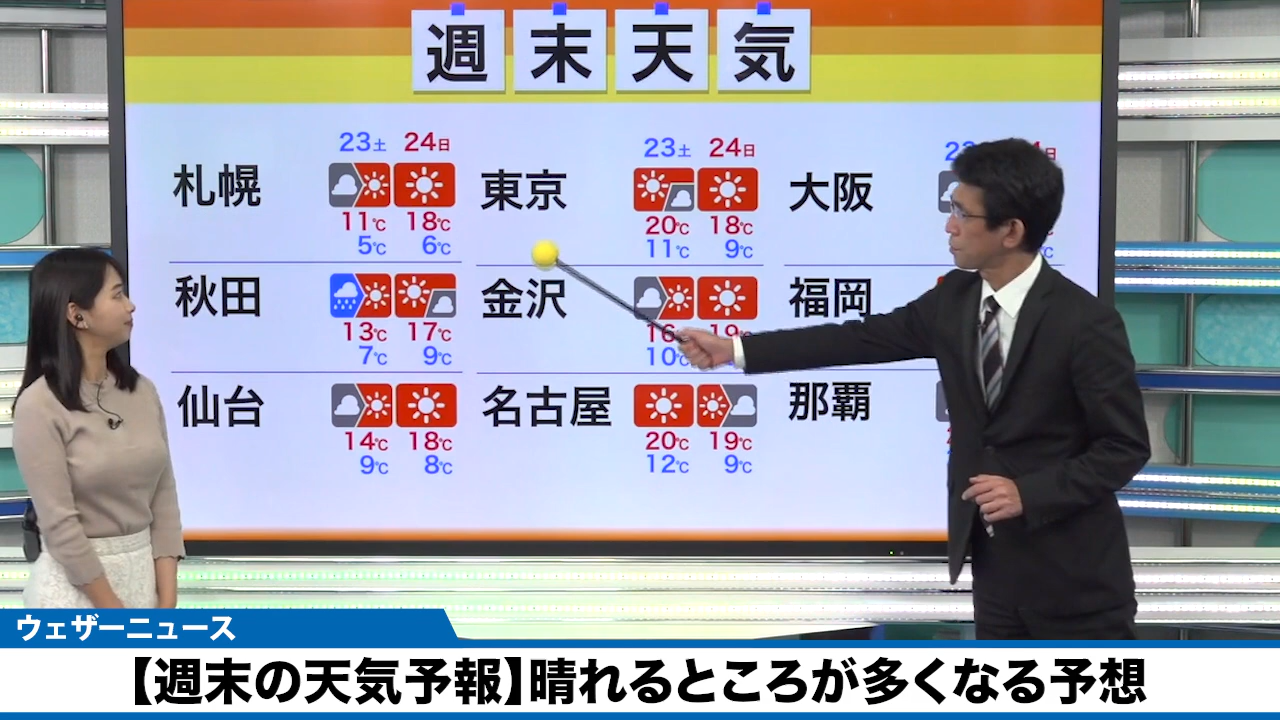 週末天気
23土 24日
札幌
11℃ 18℃
5℃ 6℃
秋田
13℃ 17℃
7℃ 9℃
仙台
14℃ 18℃
9℃ 8℃
23土 24日
東京
20℃ 18℃
11℃ 9℃
金沢
16 19
10℃
名古屋
20℃ 19℃
12℃ 9℃
大阪
福岡
那覇
ウェザーニュース
【週末の天気予報】晴れるところが多くなる予想